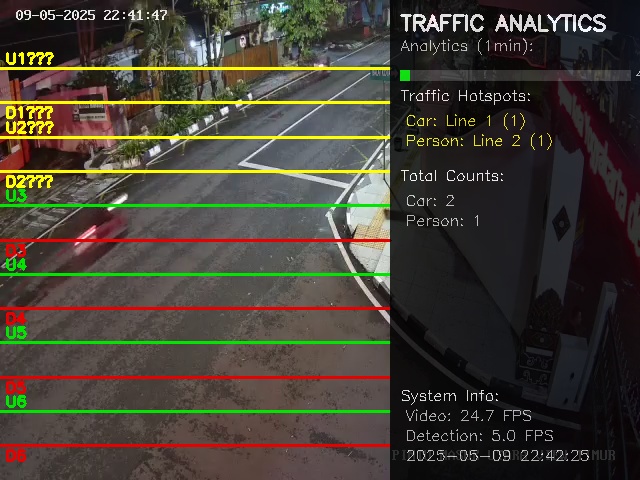 09-05-2025 22:41:47
TRAFFIC ANALYTICS
Analytics (1min):
U1???
Traffic Hotspots:
D1???
Car: Line 1 (1)
U2???
Person: Line 2 (1)
Total Counts:
D2???
U3
Car: 2
Person: 1
D3
U4
D4
U5
D5
U6
System Info:
Video: 24.7 FPS
Detection: 5.0 FPS
D6
2025-05-09 22:42:25